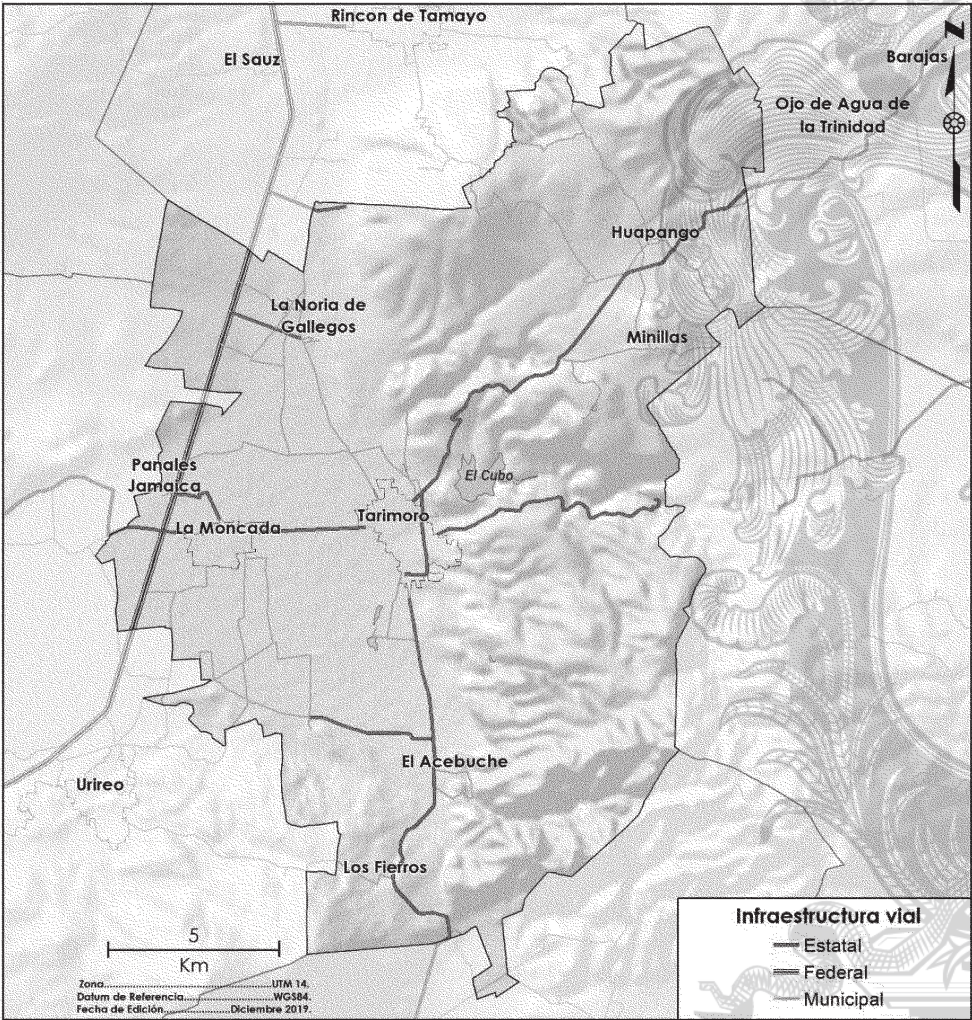 Rincon de Tamayo
El Sauz
Barajas
Z
Ojo de Agua de
la Trinidad
Huapango
La Noria de
Gallegos
Minillas
Panales
Jamaica
El Cubo
Tarimoro
La Moncada
El Acebuche
Urireo
Los Fierros
5
Km
Zona....................................UTM 14.
Datum de Referencia...................WGS84.
Fecha de Edición..............Diciembre 2019.
Infraestructura vial
Estatal
Federal
Municipal